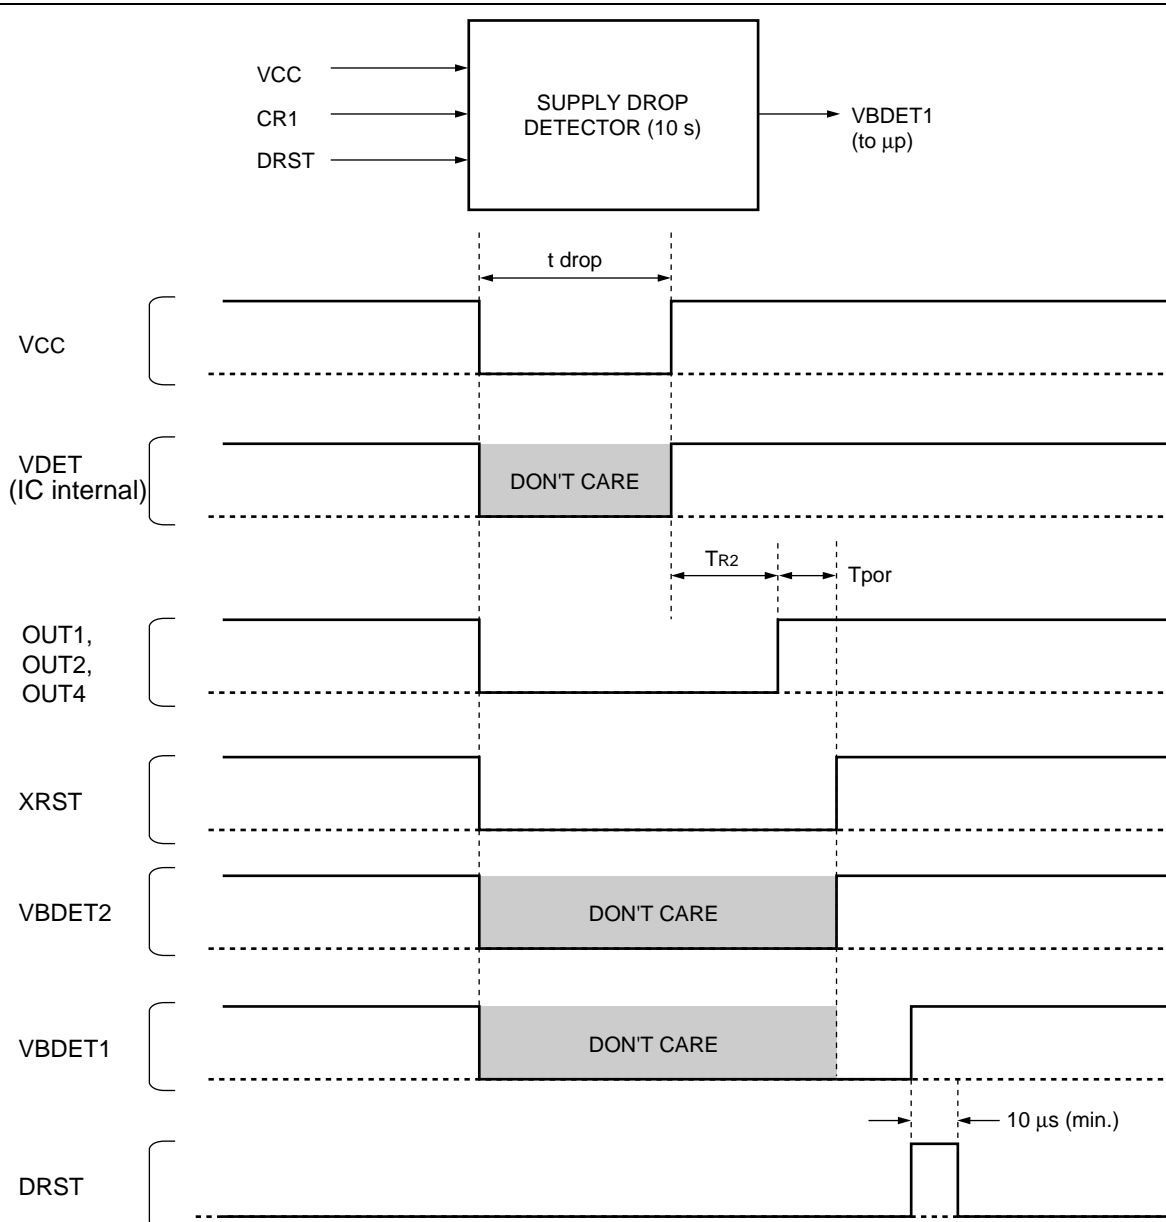 VCC
CR1
DRST
SUPPLY DROP
DETECTOR (10 s)
VBDET1
(to μp)
t drop
VCC
VDET
(IC internal)
DON'T CARE
TR2
Tpor
OUT1,
OUT2,
OUT4
XRST
VBDET2
DON'T CARE
VBDET1
DON'T CARE
10 μs (min.)
DRST